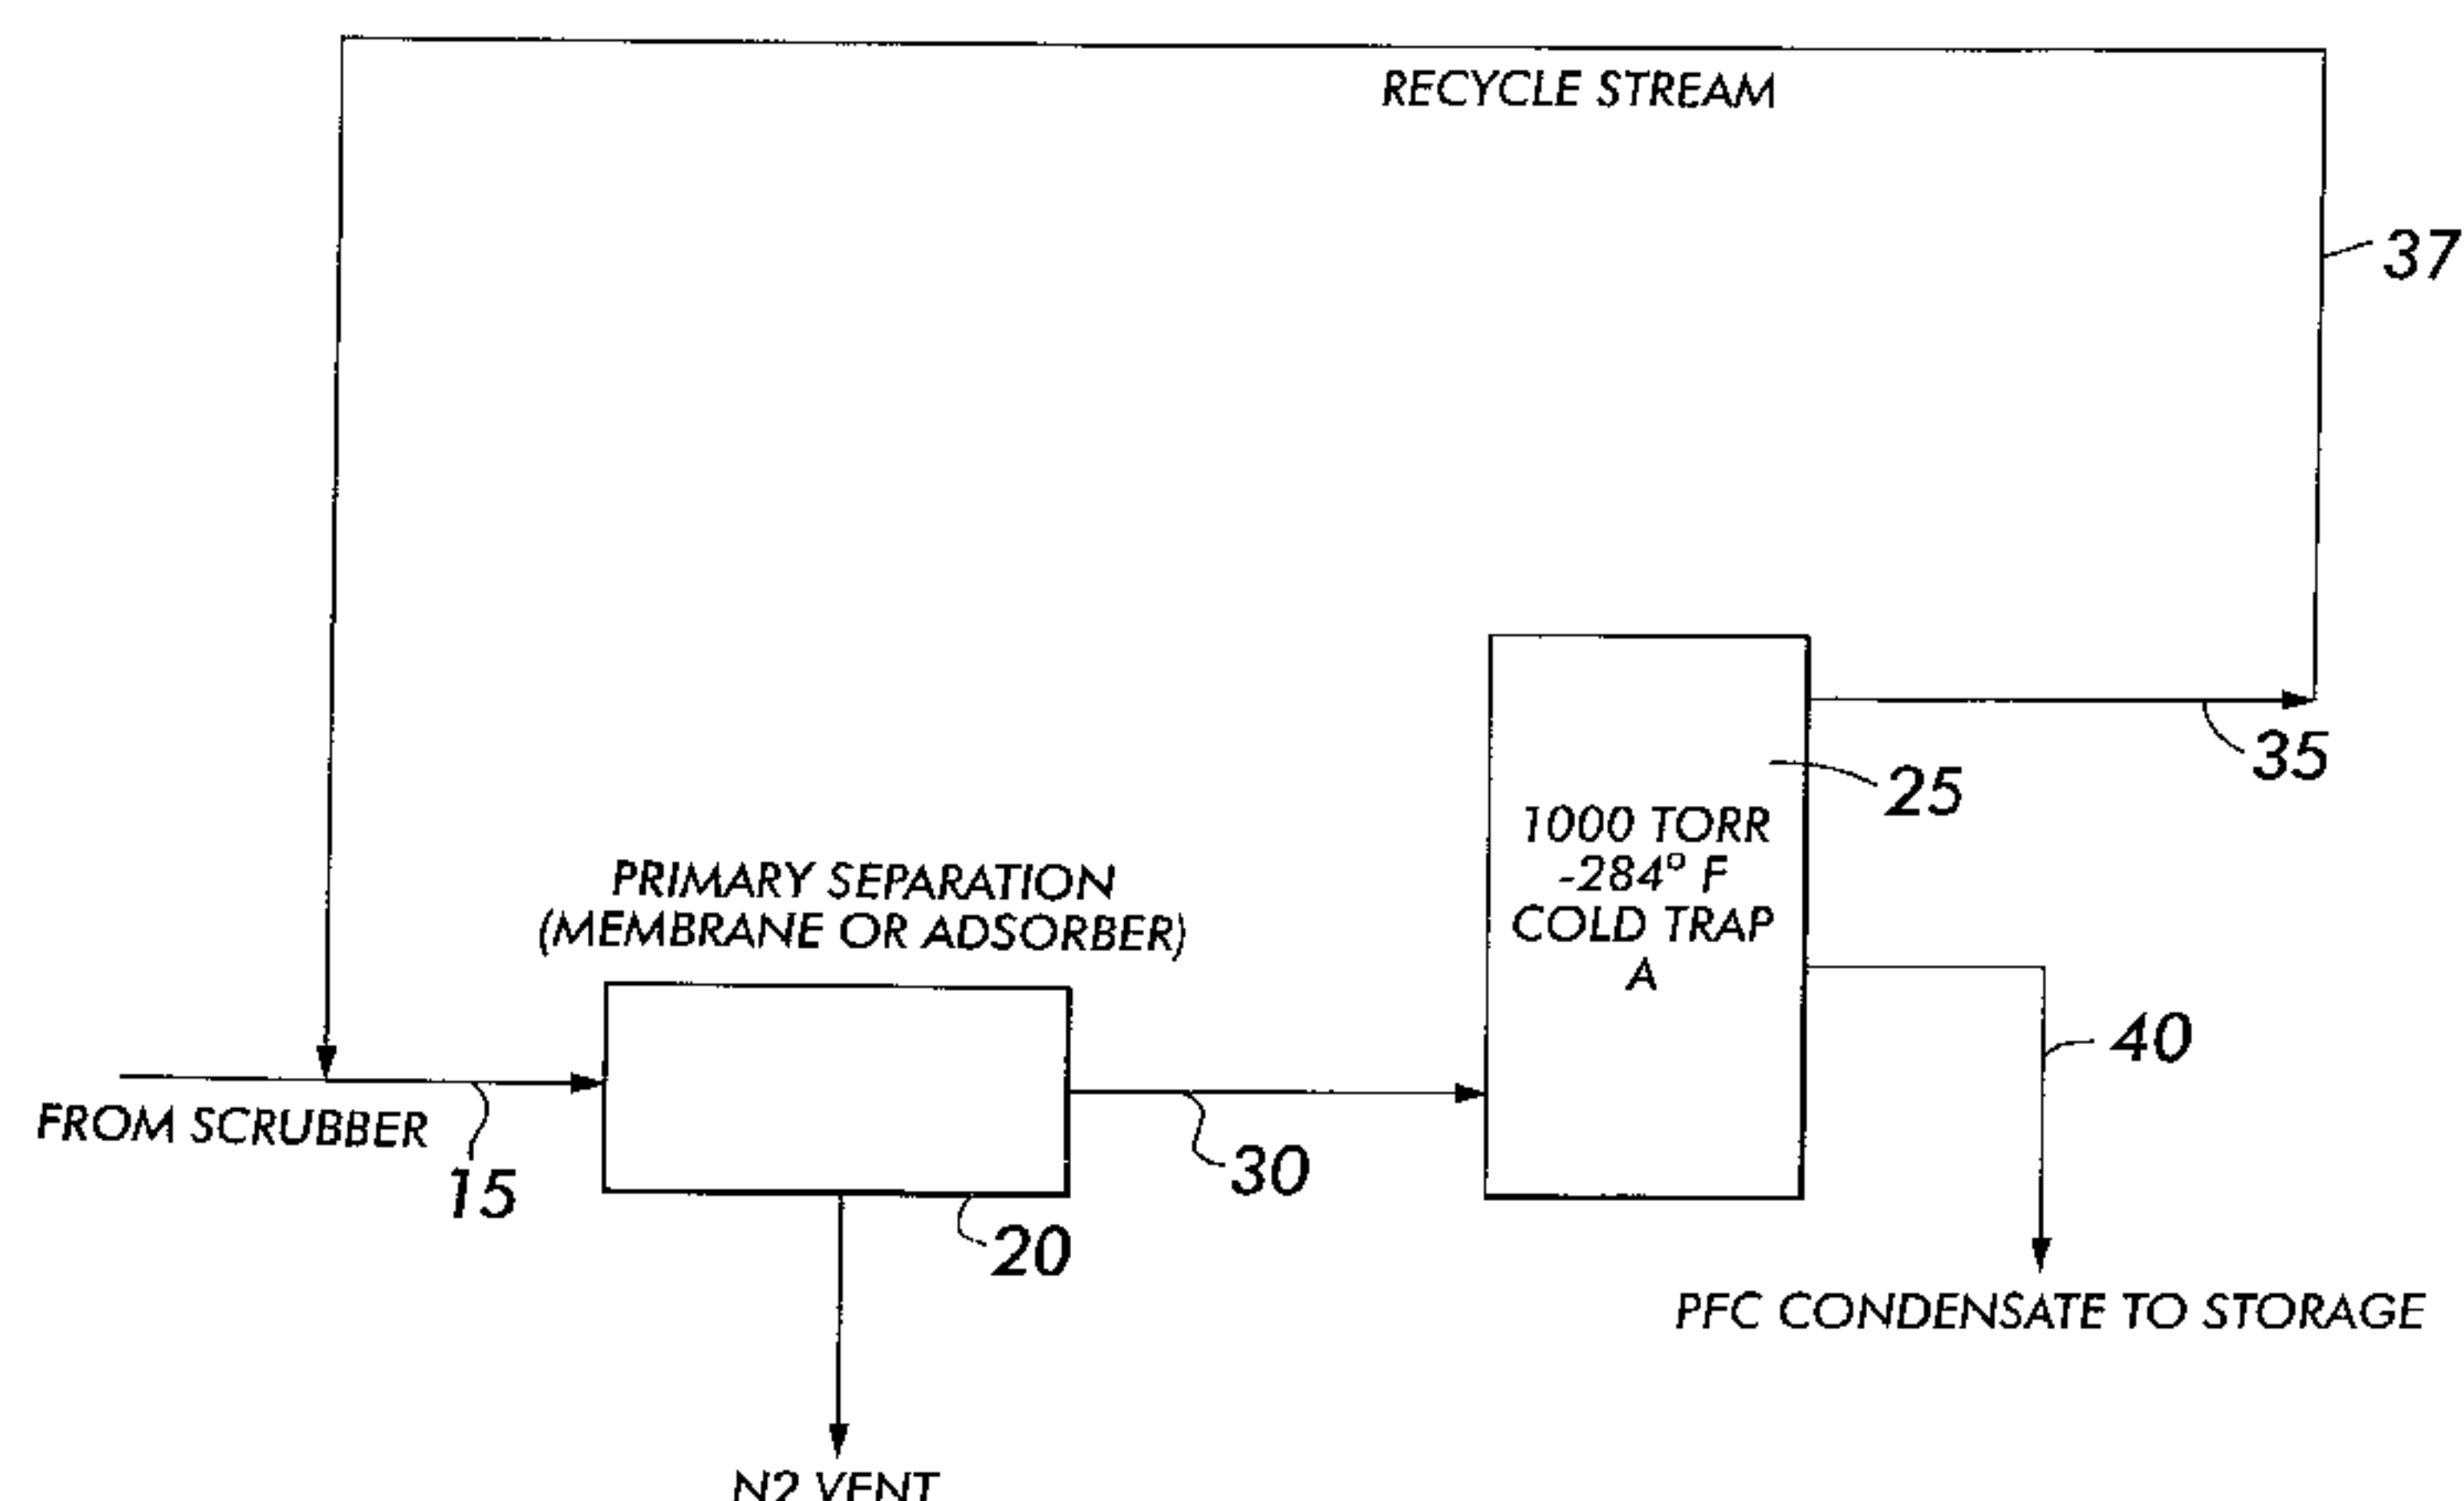 RECYCLE STREAM
37
35
25
1000 TORR
-284° F
COLD TRAP
A
PRIMARY SEPARATION
(MEMBRANE OR ADSORBER)
40
FROM SCRUBBER
15
30
20
PFC CONDENSATE TO STORAGE
N2 VENT